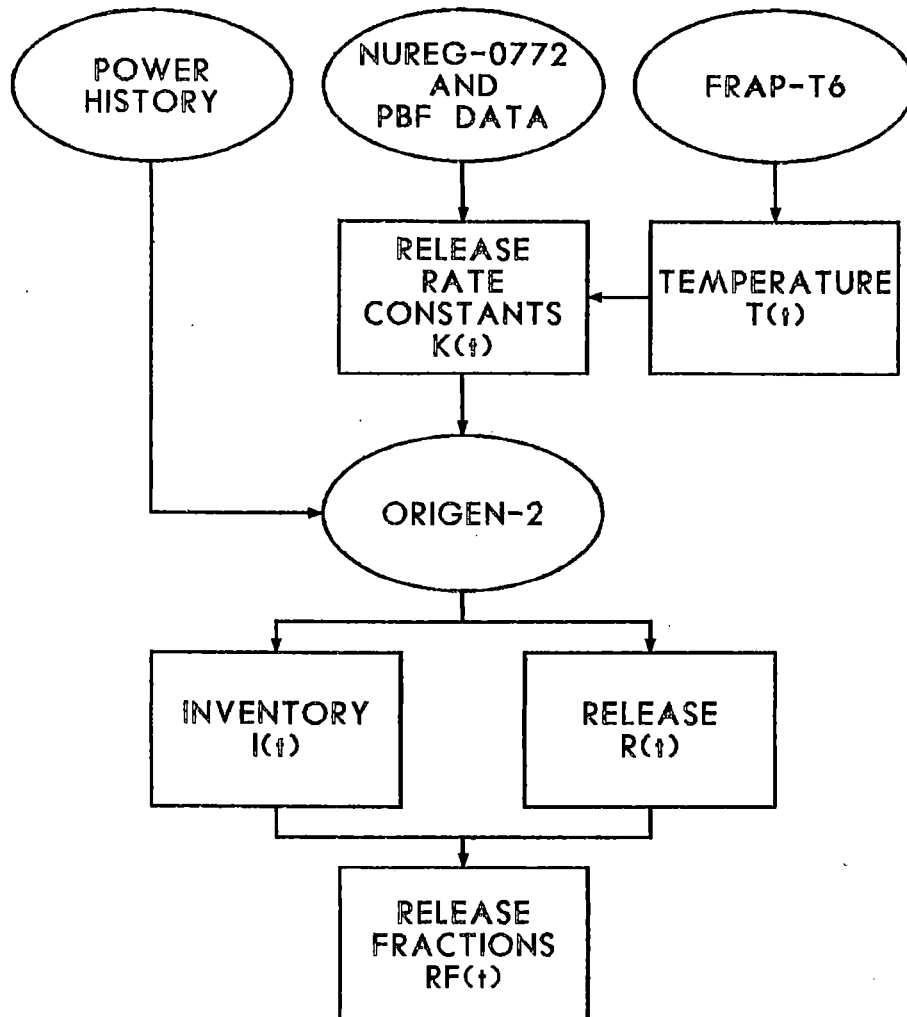 POWER
HISTORY
NUREG-0772
AND
PBF DATA
FRAP-T6
RELEASE
RATE
CONSTANTS
K(t)
TEMPERATURE
T(t)
ORIGEN-2
INVENTORY
I(t)
RELEASE
R(t)
RELEASE
FRACTIONS
RF(t)